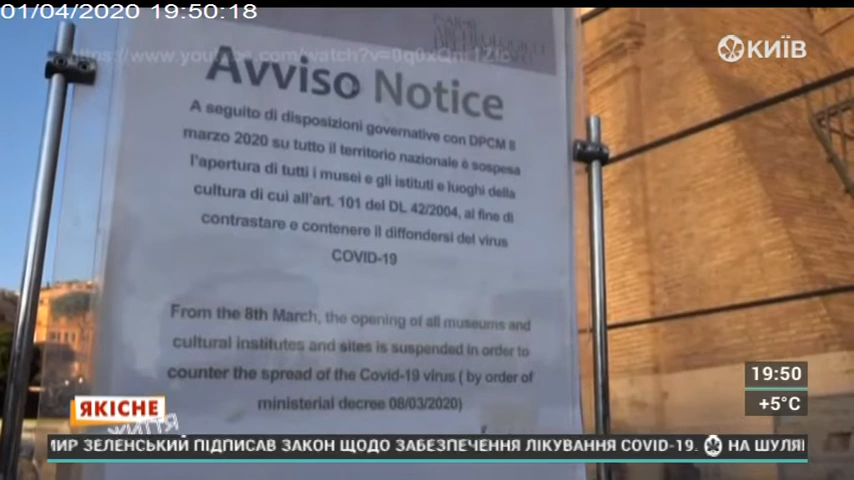 01/04/2020 19:50:18
КИЇВ
Avviso Notice
A seguito di disposizioni governative con DPCM 8
marzo 2020 su tutto il territorio nazionale è sospesa
l'apertura di tutti i musei e gli istituti e luoghi della
cultura di cui all'art. 101 del DL 42/2004, al fine di
contrastare e contenere il diffondersi del virus
COVID-19
From the 8th March, the opening of all museums and
cultural institutes and sites is suspended in order to
counter the spread of the Covid-19 virus ( by order of
ministerial decree 08/03/2020)
19:50
+5°C
ЯКІСНЕ
ЖИТТЯ
ЗЕЛЕНСЬКИЙ ПІДПИСАВ ЗАКОН ЩОДО ЗАБЕЗПЕЧЕННЯ ЛІКУВАННЯ COVID-19. НА